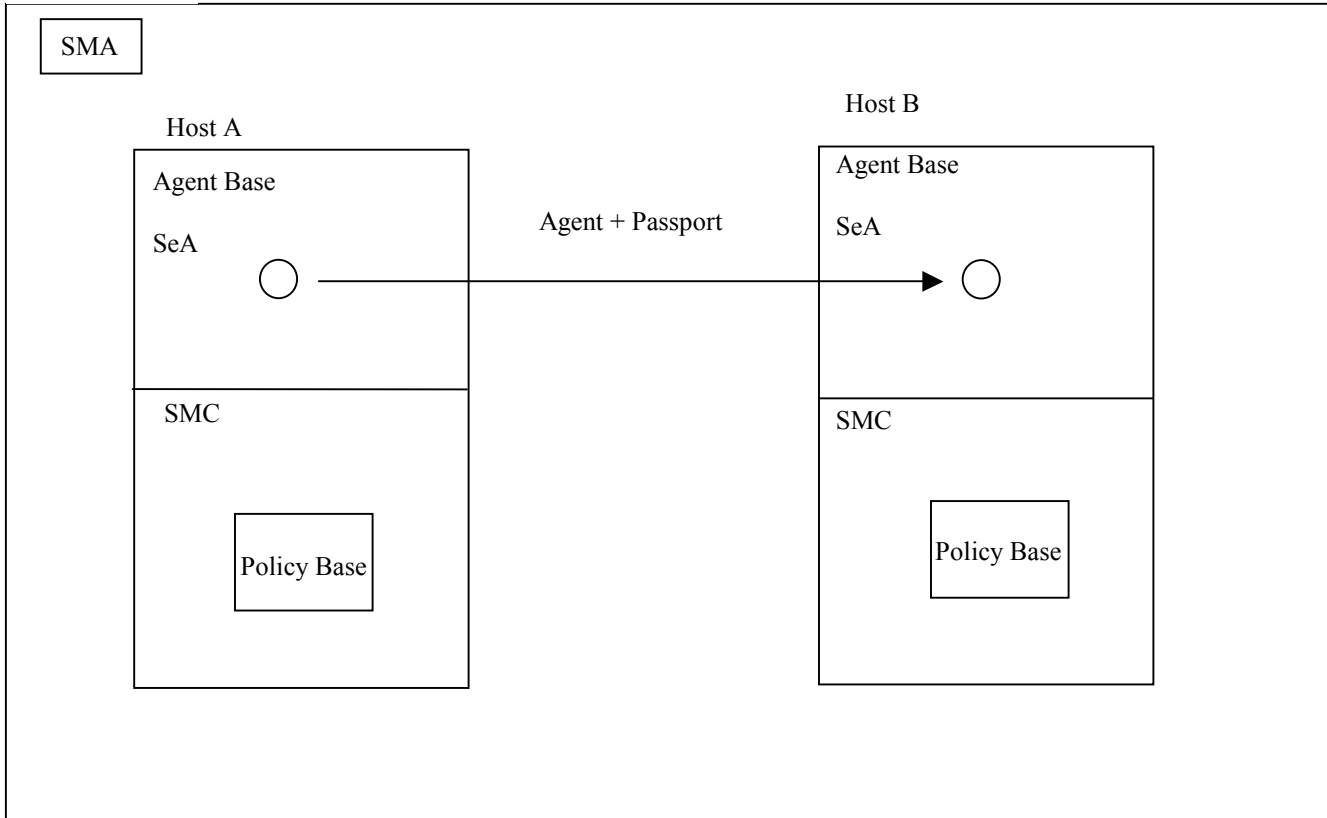 SMA
Host A
Host B
Agent Base
SeA
Agent + Passport
Agent Base
SeA
SMC
SMC
Policy Base
Policy Base